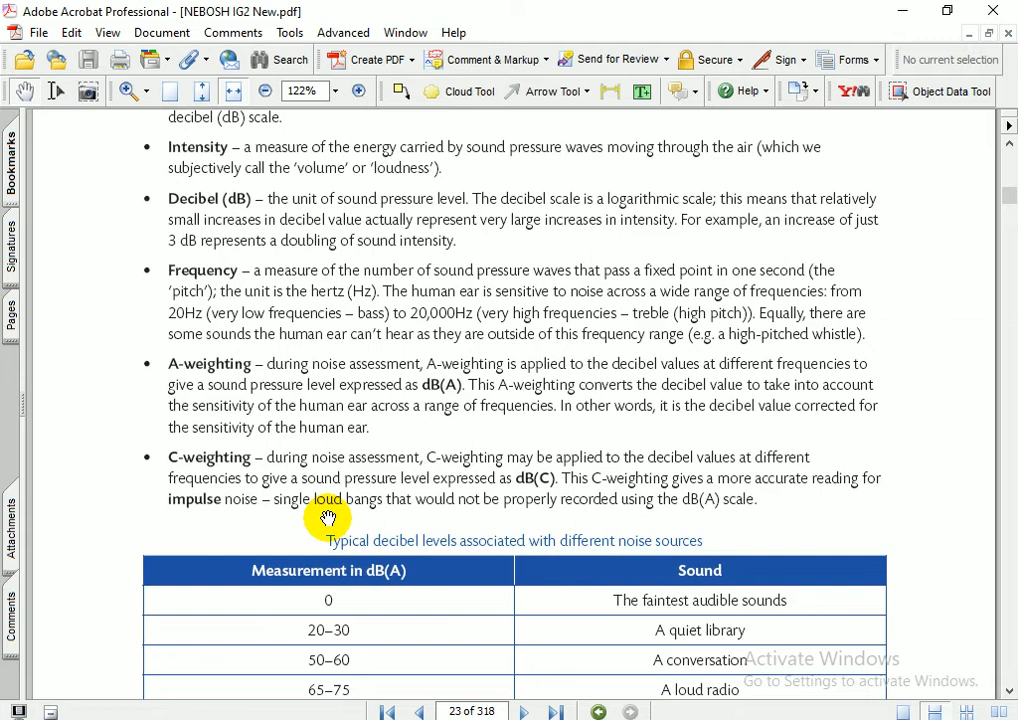 Adobe Acrobat Professional - [NEBOSH IG2 New.pdf]
File Edit View Document Comments Tools Advanced Window Help
Search Create PDF Comment & Markup Send for Review Secure Sign Forms No current selection
122% Cloud Tool Arrow Tool T Help Y! Object Data Tool
Bookmarks
Signatures
Pages
Attachments
Comments
decibel (dB) scale.
• Intensity – a measure of the energy carried by sound pressure waves moving through the air (which we
subjectively call the ‘volume’ or ‘loudness’).
• Decibel (dB) – the unit of sound pressure level. The decibel scale is a logarithmic scale; this means that relatively
small increases in decibel value actually represent very large increases in intensity. For example, an increase of just
3 dB represents a doubling of sound intensity.
• Frequency – a measure of the number of sound pressure waves that pass a fixed point in one second (the
‘pitch’); the unit is the hertz (Hz). The human ear is sensitive to noise across a wide range of frequencies: from
20Hz (very low frequencies – bass) to 20,000Hz (very high frequencies – treble (high pitch)). Equally, there are
some sounds the human ear can’t hear as they are outside of this frequency range (e.g. a high-pitched whistle).
• A-weighting – during noise assessment, A-weighting is applied to the decibel values at different frequencies to
give a sound pressure level expressed as dB(A). This A-weighting converts the decibel value to take into account
the sensitivity of the human ear across a range of frequencies. In other words, it is the decibel value corrected for
the sensitivity of the human ear.
• C-weighting – during noise assessment, C-weighting may be applied to the decibel values at different
frequencies to give a sound pressure level expressed as dB(C). This C-weighting gives a more accurate reading for
impulse noise – single loud bangs that would not be properly recorded using the dB(A) scale.
Typical decibel levels associated with different noise sources
Measurement in dB(A) Sound
0 The faintest audible sounds
20–30 A quiet library
50–60 A conversation
65–75 A loud radio
Activate Windows
Go to Settings to activate Windows.
23 of 318